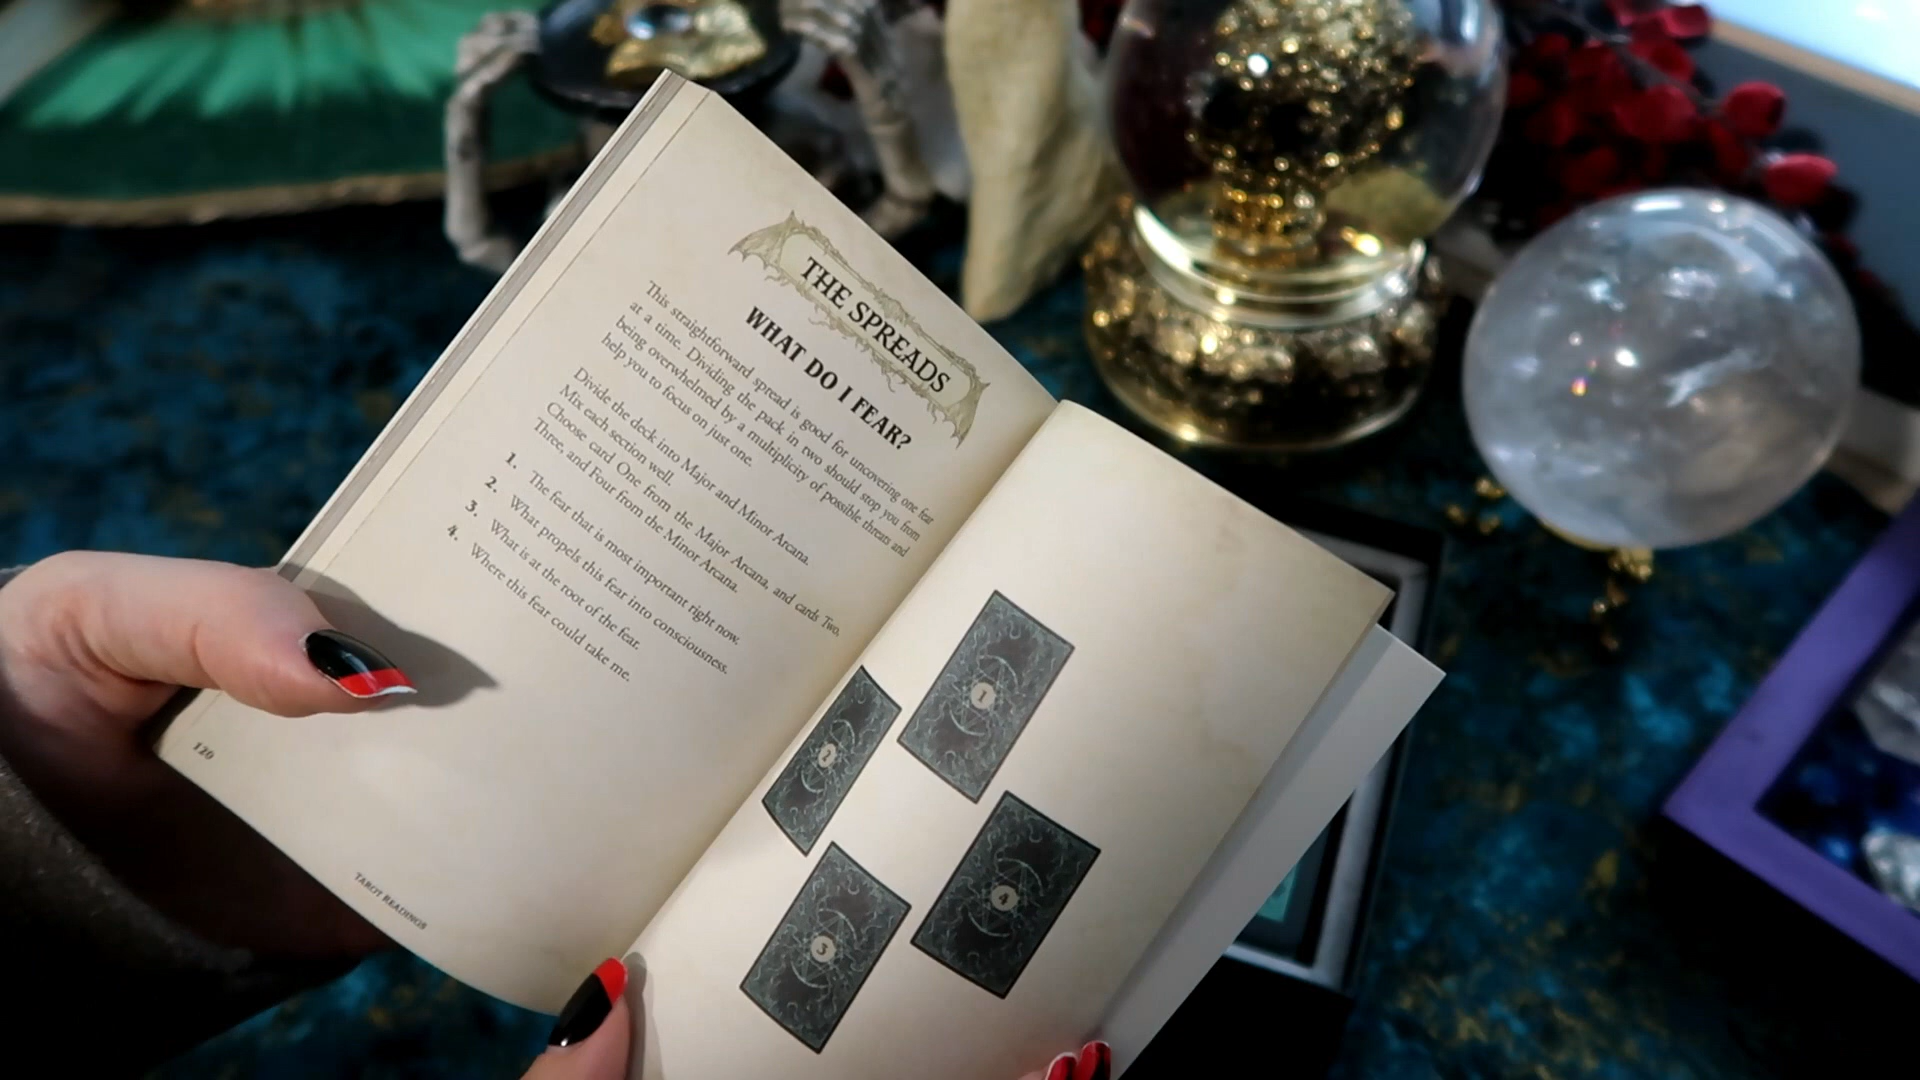 THE SPREADS
WHAT DO I FEAR?
This straightforward spread is good for uncovering one fear
at a time. Dividing the pack in two should stop you from
being overwhelmed by a multiplicity of possible threats and
help you to focus on just one.
Divide the deck into Major and Minor Arcana.
Mix each section well.
Choose card One from the Major Arcana, and cards Two,
Three, and Four from the Minor Arcana.
1. The fear that is most important right now.
2. What propels this fear into consciousness.
3. What is at the root of the fear.
4. Where this fear could take me.
120
TAROT READINGS
1
2
3
4